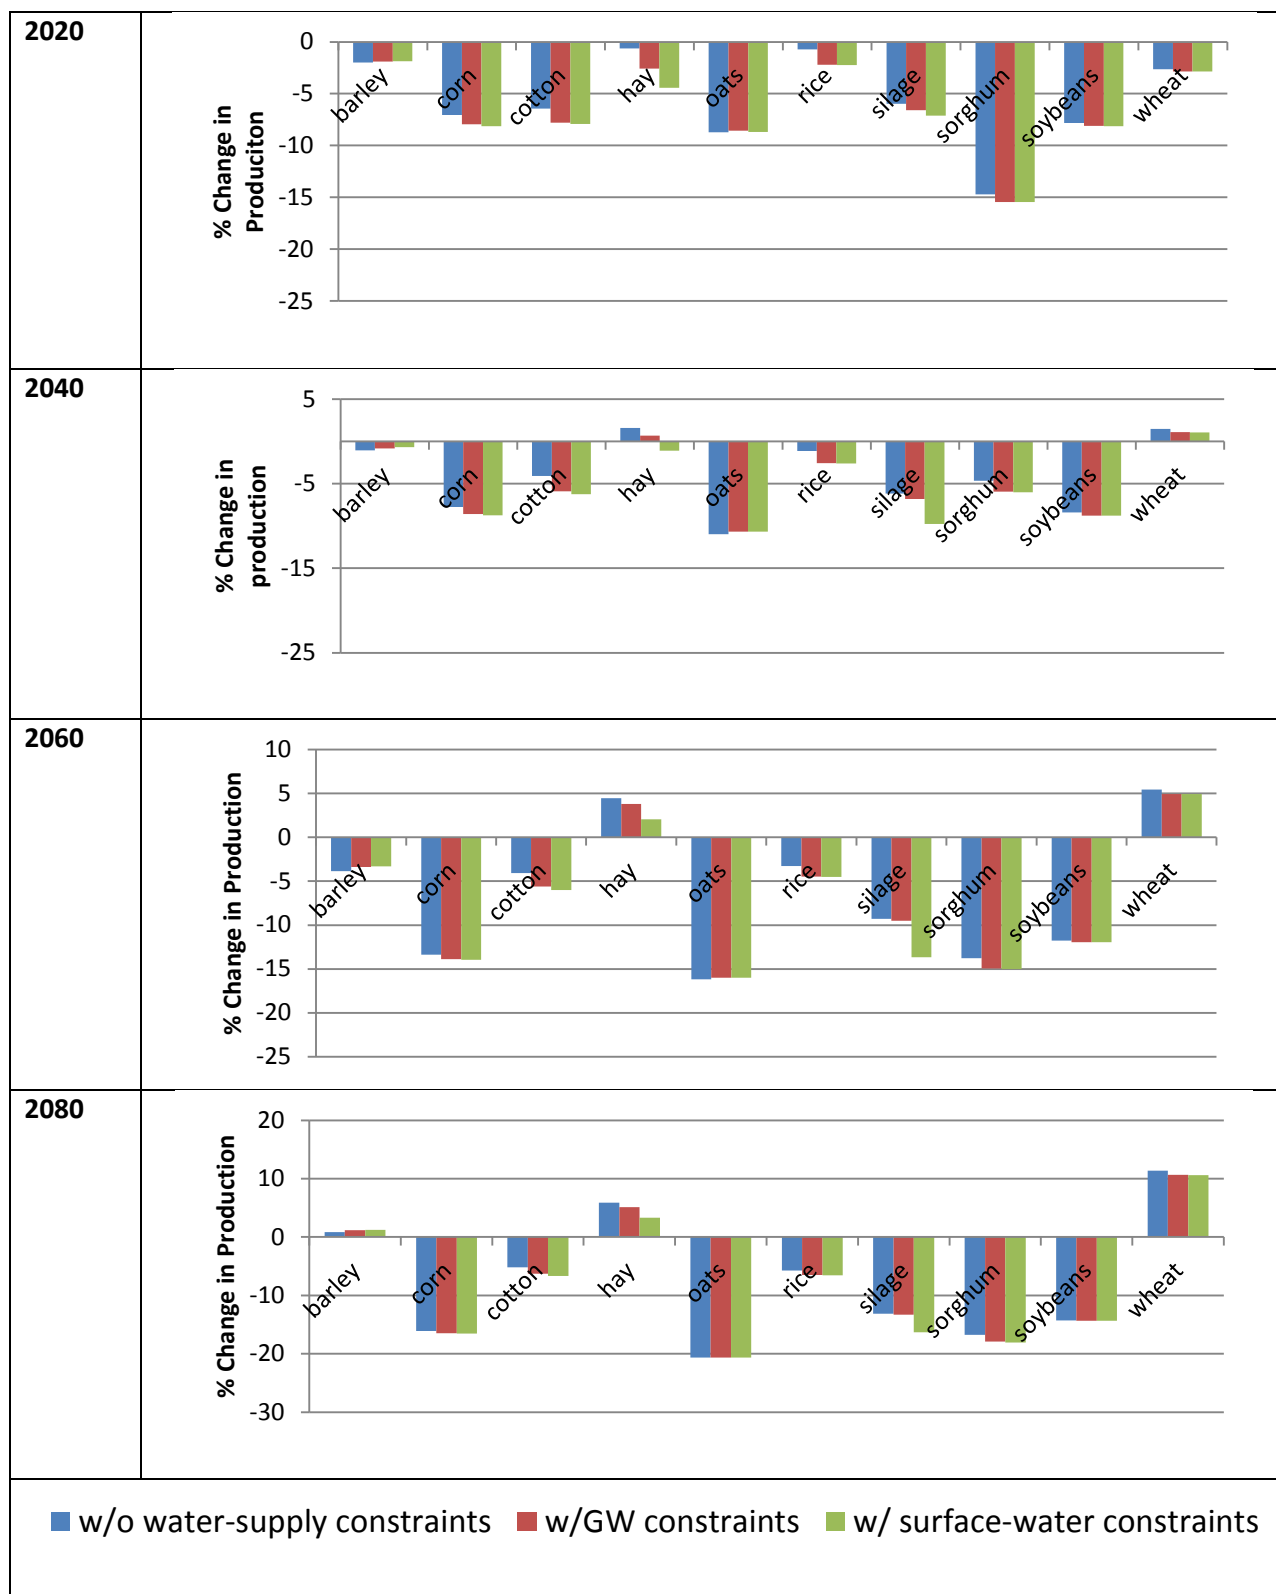 2020
0
-5
-10
-15
-20
-25
% Change in
Produciton
barley
corn
cotton
hay
oats
rice
silage
sorghum
soybeans
wheat
2040
5
-5
-15
-25
% Change in
production
barley
corn
cotton
hay
oats
rice
silage
sorghum
soybeans
wheat
2060
10
5
0
-5
-10
-15
-20
-25
% Change in Production
barley
corn
cotton
hay
oats
rice
silage
sorghum
soybeans
wheat
2080
20
10
0
-10
-20
-30
% Change in Production
barley
corn
cotton
hay
oats
rice
silage
sorghum
soybeans
wheat
w/o water-supply constraints w/GW constraints w/ surface-water constraints